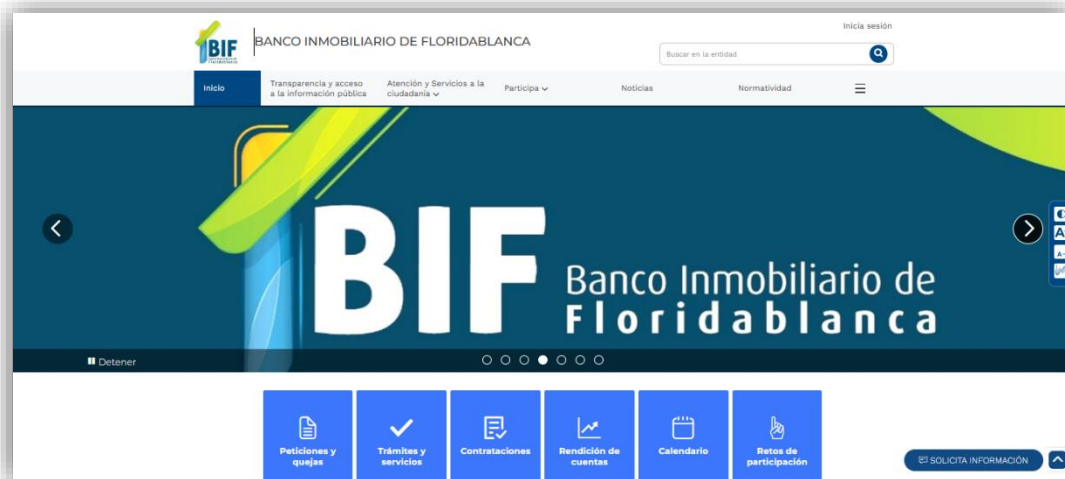 Inicia sesión
BIF
BANCO INMOBILIARIO DE FLORIDABLANCA
Buscar en la entidad
Inicio
Transparencia y acceso
a la información pública
Atención y Servicios a la
ciudadanía
Participa
Noticias
Normatividad
BIF
Banco Inmobiliario de
Floridablanca
Detener
Peticiones y
quejas
Trámites y
servicios
Contrataciones
Rendición de
cuentas
Calendario
Retos de
participación
SOLICITA INFORMACIÓN